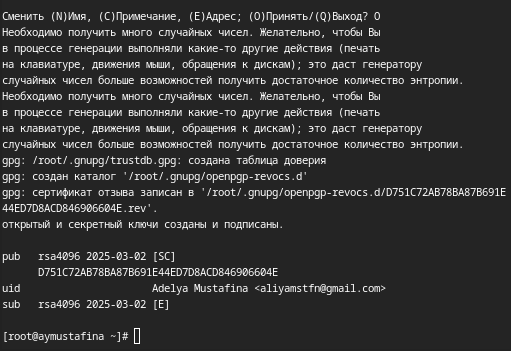 Сменить (N)Имя, (C)Примечание, (E)Адрес; (O)Принять/(Q)Выход? O
Необходимо получить много случайных чисел. Желательно, чтобы Вы
в процессе генерации выполняли какие-то другие действия (печать
на клавиатуре, движения мыши, обращения к дискам); это даст генератору
случайных чисел больше возможностей получить достаточное количество энтропии.
Необходимо получить много случайных чисел. Желательно, чтобы Вы
в процессе генерации выполняли какие-то другие действия (печать
на клавиатуре, движения мыши, обращения к дискам); это даст генератору
случайных чисел больше возможностей получить достаточное количество энтропии.
gpg: /root/.gnupg/trustdb.gpg: создана таблица доверия
gpg: создан каталог '/root/.gnupg/openpgp-revocs.d'
gpg: сертификат отзыва записан в '/root/.gnupg/openpgp-revocs.d/D751C72AB78BA87B691E
44ED7D8ACD846906604E.rev'.
открытый и секретный ключи созданы и подписаны.
pub   rsa4096 2025-03-02 [SC]
      D751C72AB78BA87B691E44ED7D8ACD846906604E
uid                      Adelya Mustafina <aliyamstfn@gmail.com>
sub   rsa4096 2025-03-02 [E]
[root@aymustafina ~]#